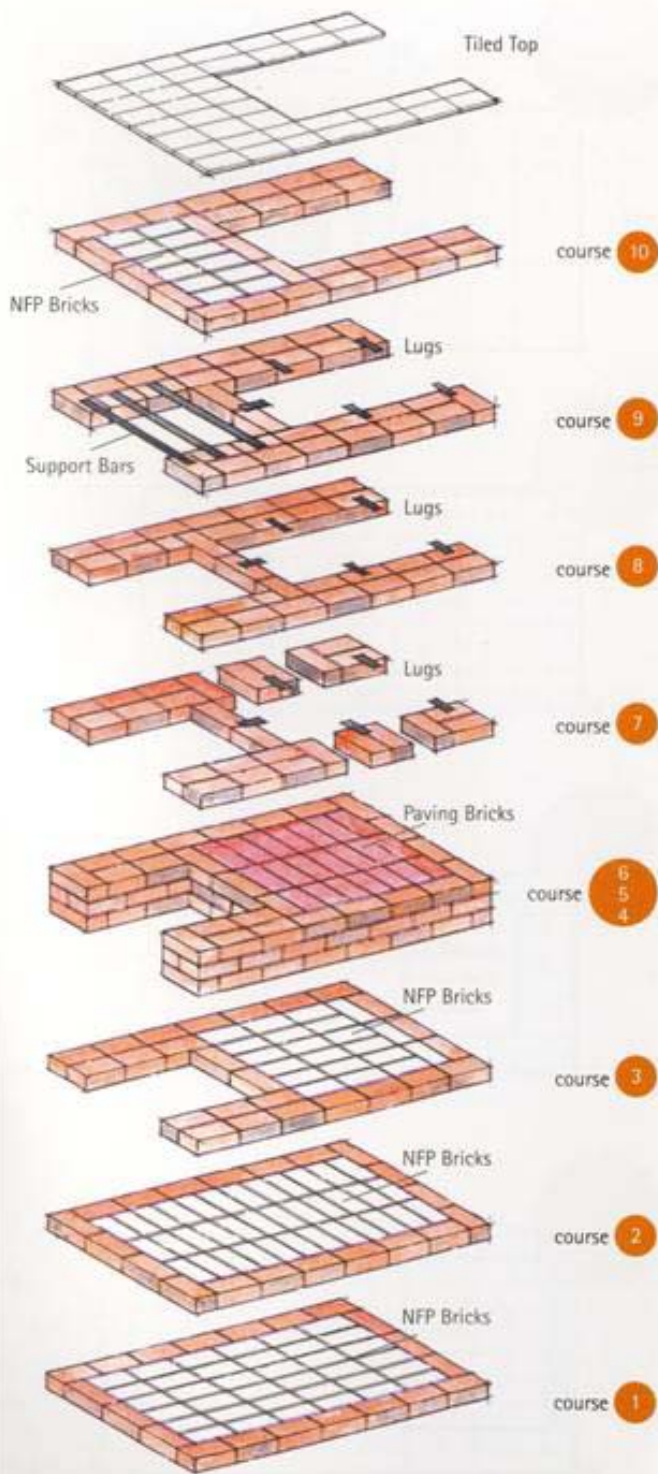 Tiled Top
course 10
NFP Bricks
Lugs
course 9
Support Bars
Lugs
course 8
Lugs
course 7
Paving Bricks
course 6
5
4
NFP Bricks
course 3
NFP Bricks
course 2
NFP Bricks
course 1